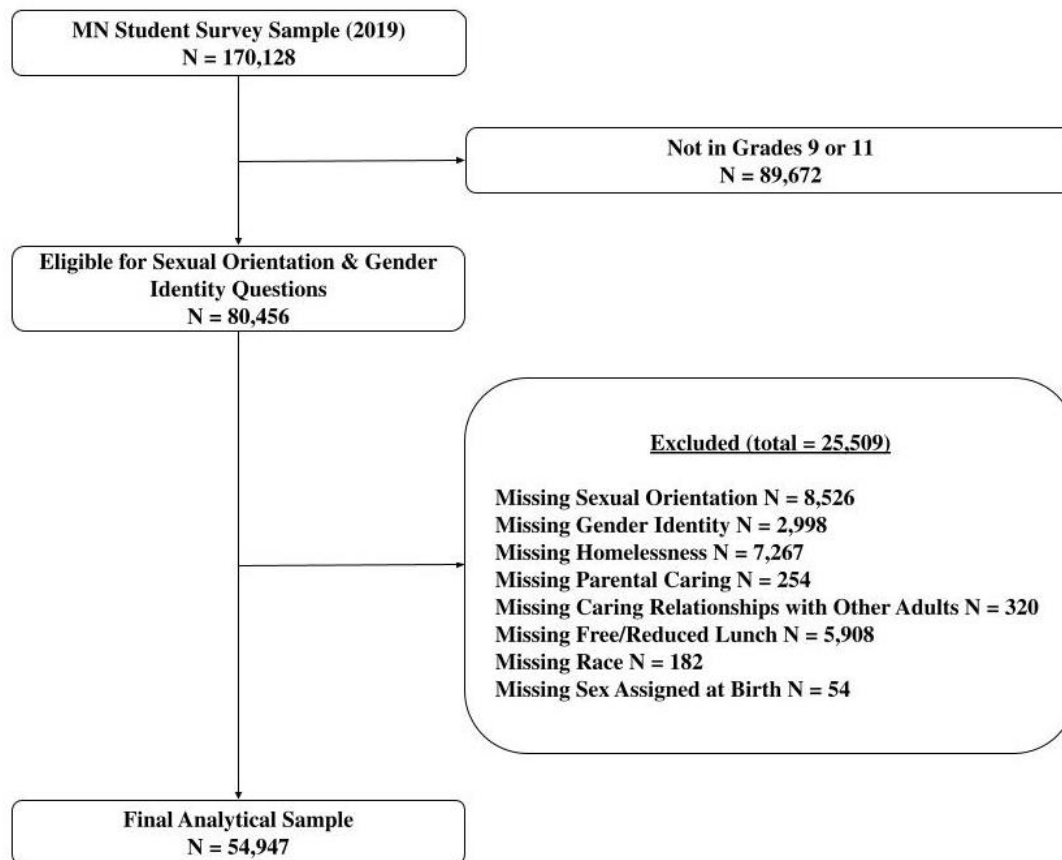 MN Student Survey Sample (2019)
N = 170,128
Not in Grades 9 or 11
N = 89,672
Eligible for Sexual Orientation & Gender
Identity Questions
N = 80,456
Excluded (total = 25,509)
Missing Sexual Orientation N = 8,526
Missing Gender Identity N = 2,998
Missing Homelessness N = 7,267
Missing Parental Caring N = 254
Missing Caring Relationships with Other Adults N = 320
Missing Free/Reduced Lunch N = 5,908
Missing Race N = 182
Missing Sex Assigned at Birth N = 54
Final Analytical Sample
N = 54,947